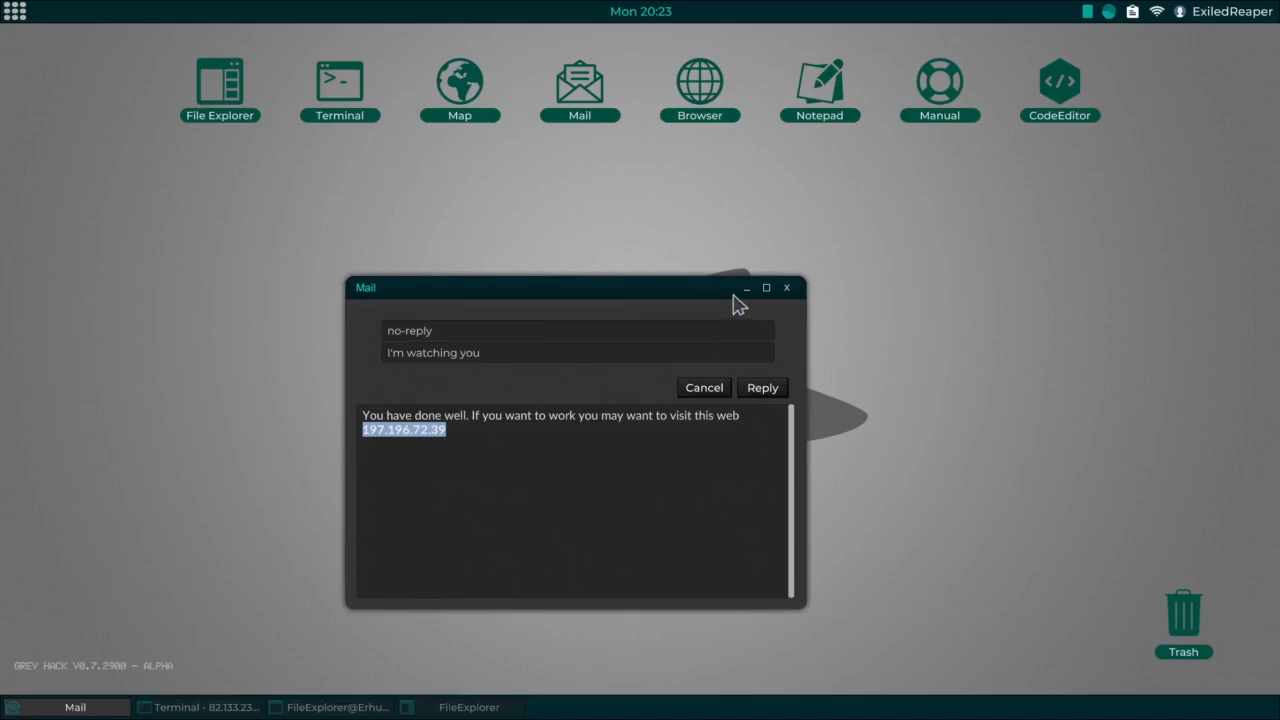 Mon 20:23
ExiledReaper
File Explorer
Terminal
Map
Mail
Browser
Notepad
Manual
CodeEditor
Mail
_ □ X
no-reply
I'm watching you
Cancel
Reply
You have done well. If you want to work you may want to visit this web
197.196.72.39
Trash
GREY HACK V0.7.2900 - ALPHA
Mail
Terminal - 82.133.23...
FileExplorer@Erhu...
FileExplorer